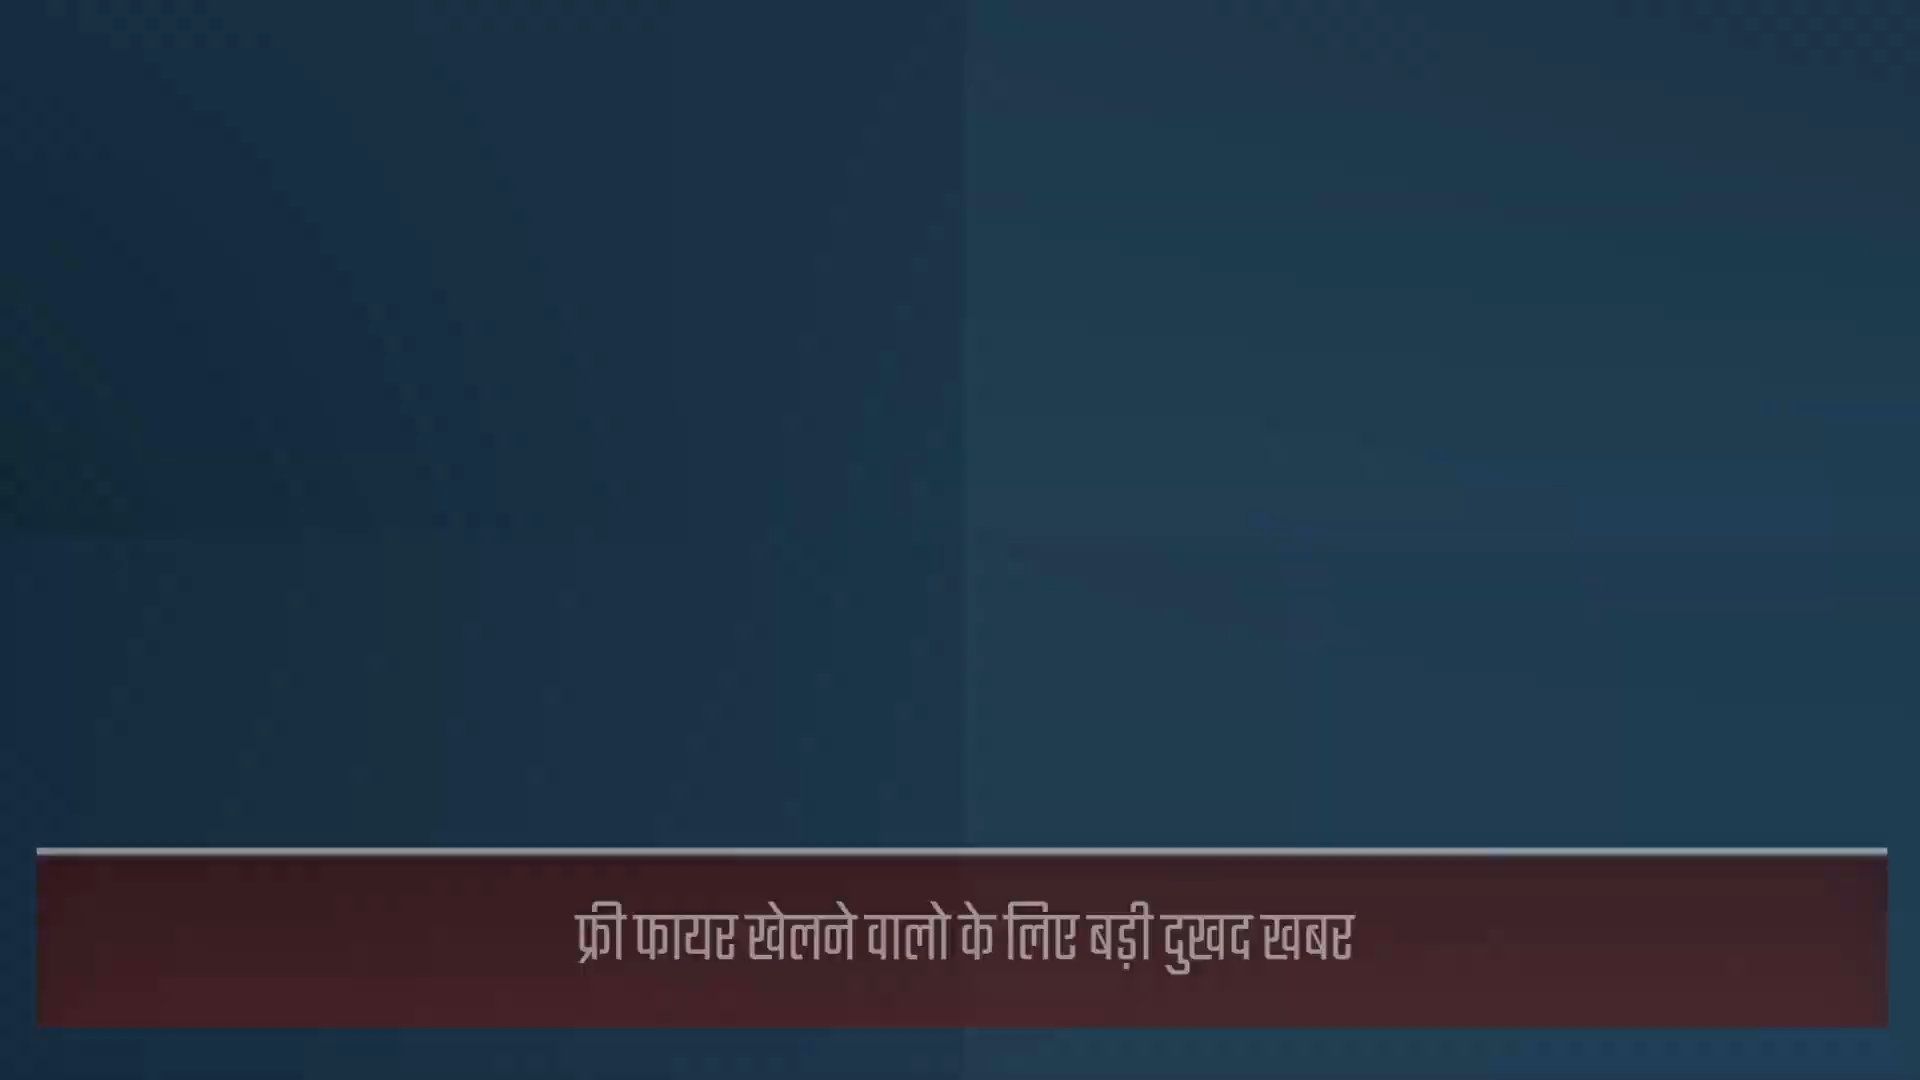 फ्री फायर खेलने वालो के लिए बड़ी दुखद खबर